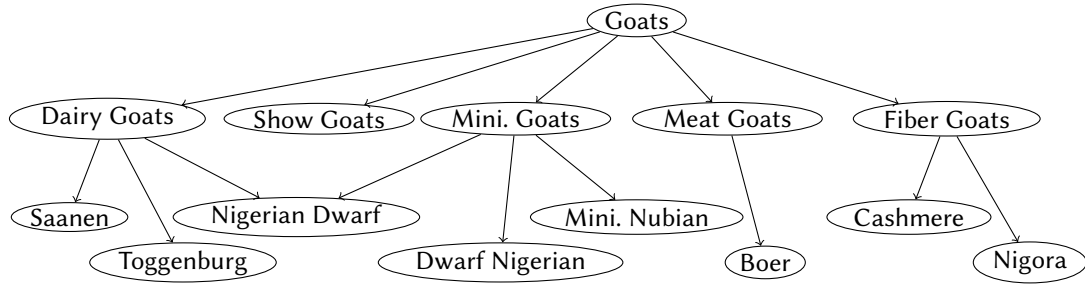 Goats
Dairy Goats
Show Goats
Mini. Goats
Meat Goats
Fiber Goats
Saanen
Nigerian Dwarf
Mini. Nubian
Cashmere
Toggenburg
Dwarf Nigerian
Boer
Nigora